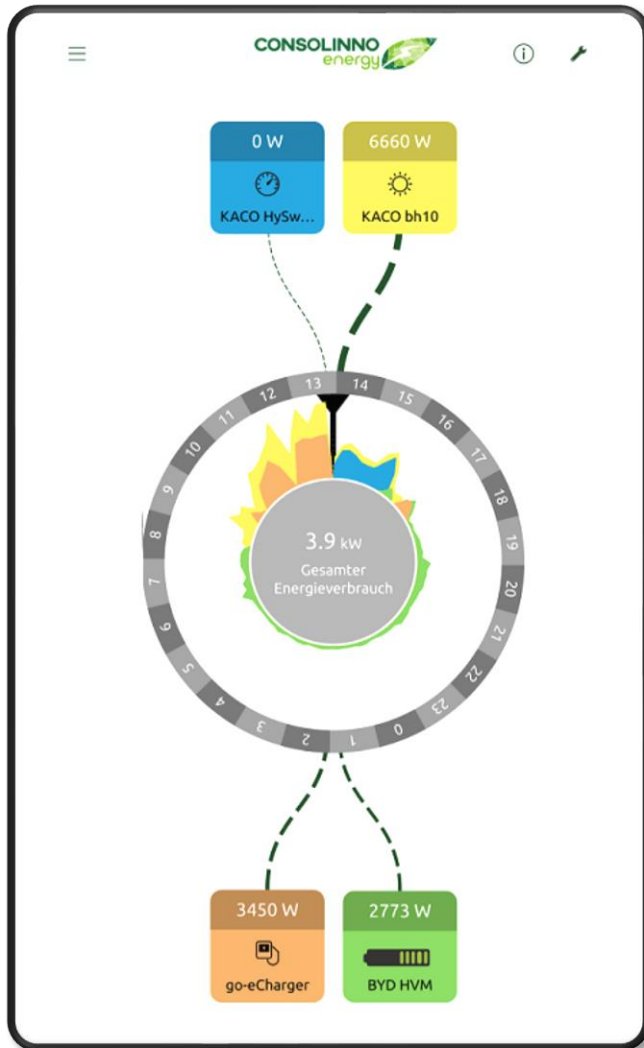 CONSOLINNO
energy
0 W
6660 W
KACO HySw...
KACO bh10
13
14
15
16
17
18
19
20
21
22
23
0
1
2
3
4
5
6
7
8
9
10
11
12
3.9 kW
Gesamter
Energieverbrauch
3450 W
2773 W
go-eCharger
BYD HVM